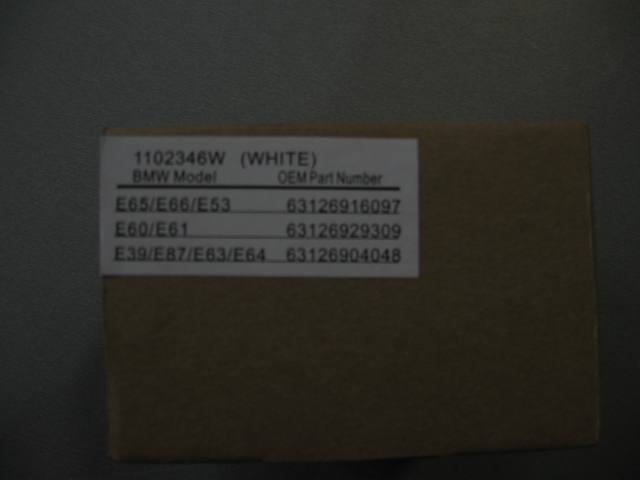 1102346W (WHITE)
BMW Model OEM Part Number
E65/E66/E53 63126916097
E60/E61 63126929309
E39/E87/E63/E64 63126904048